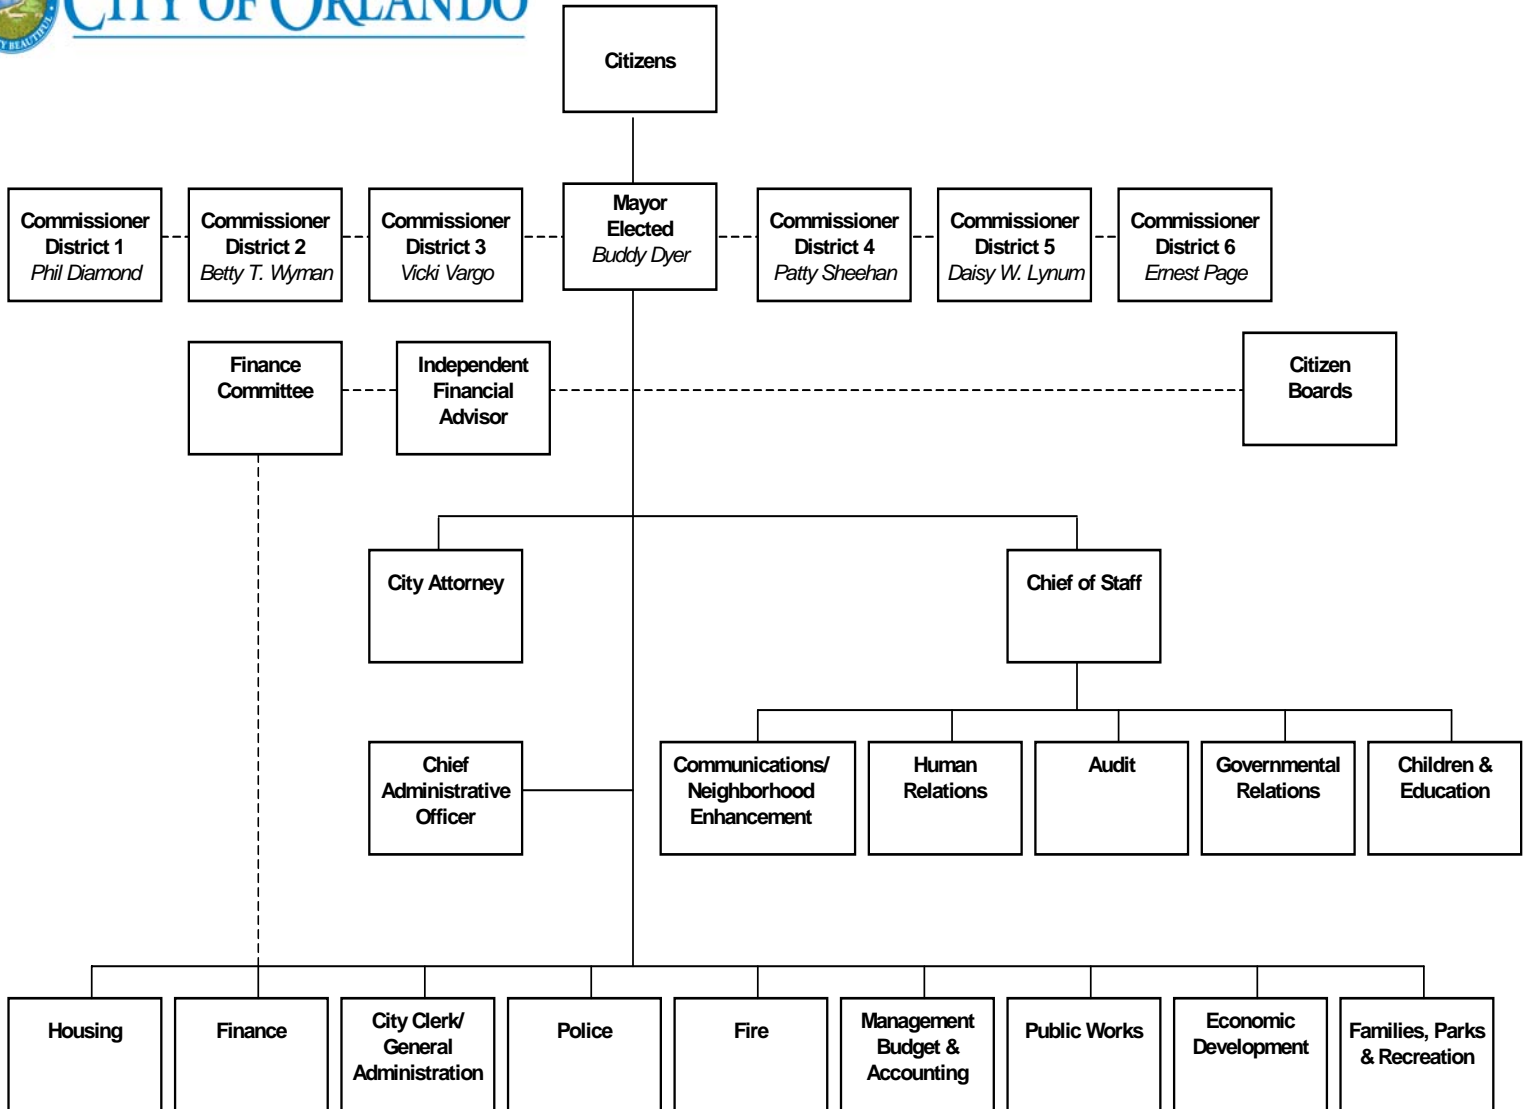 CITY OF ORLANDO
Y BEAUTIFUL
Citizens
Commissioner
District 1
Phil Diamond
Commissioner
District 2
Betty T. Wyman
Commissioner
District 3
Vicki Vargo
Mayor
Elected
Buddy Dyer
Commissioner
District 4
Patty Sheehan
Commissioner
District 5
Daisy W. Lynum
Commissioner
District 6
Ernest Page
Finance
Committee
Independent
Financial
Advisor
Citizen
Boards
City Attorney
Chief of Staff
Chief
Administrative
Officer
Communications/
Neighborhood
Enhancement
Human
Relations
Audit
Governmental
Relations
Children &
Education
Housing
Finance
City Clerk/
General
Administration
Police
Fire
Management
Budget &
Accounting
Public Works
Economic
Development
Families, Parks
& Recreation